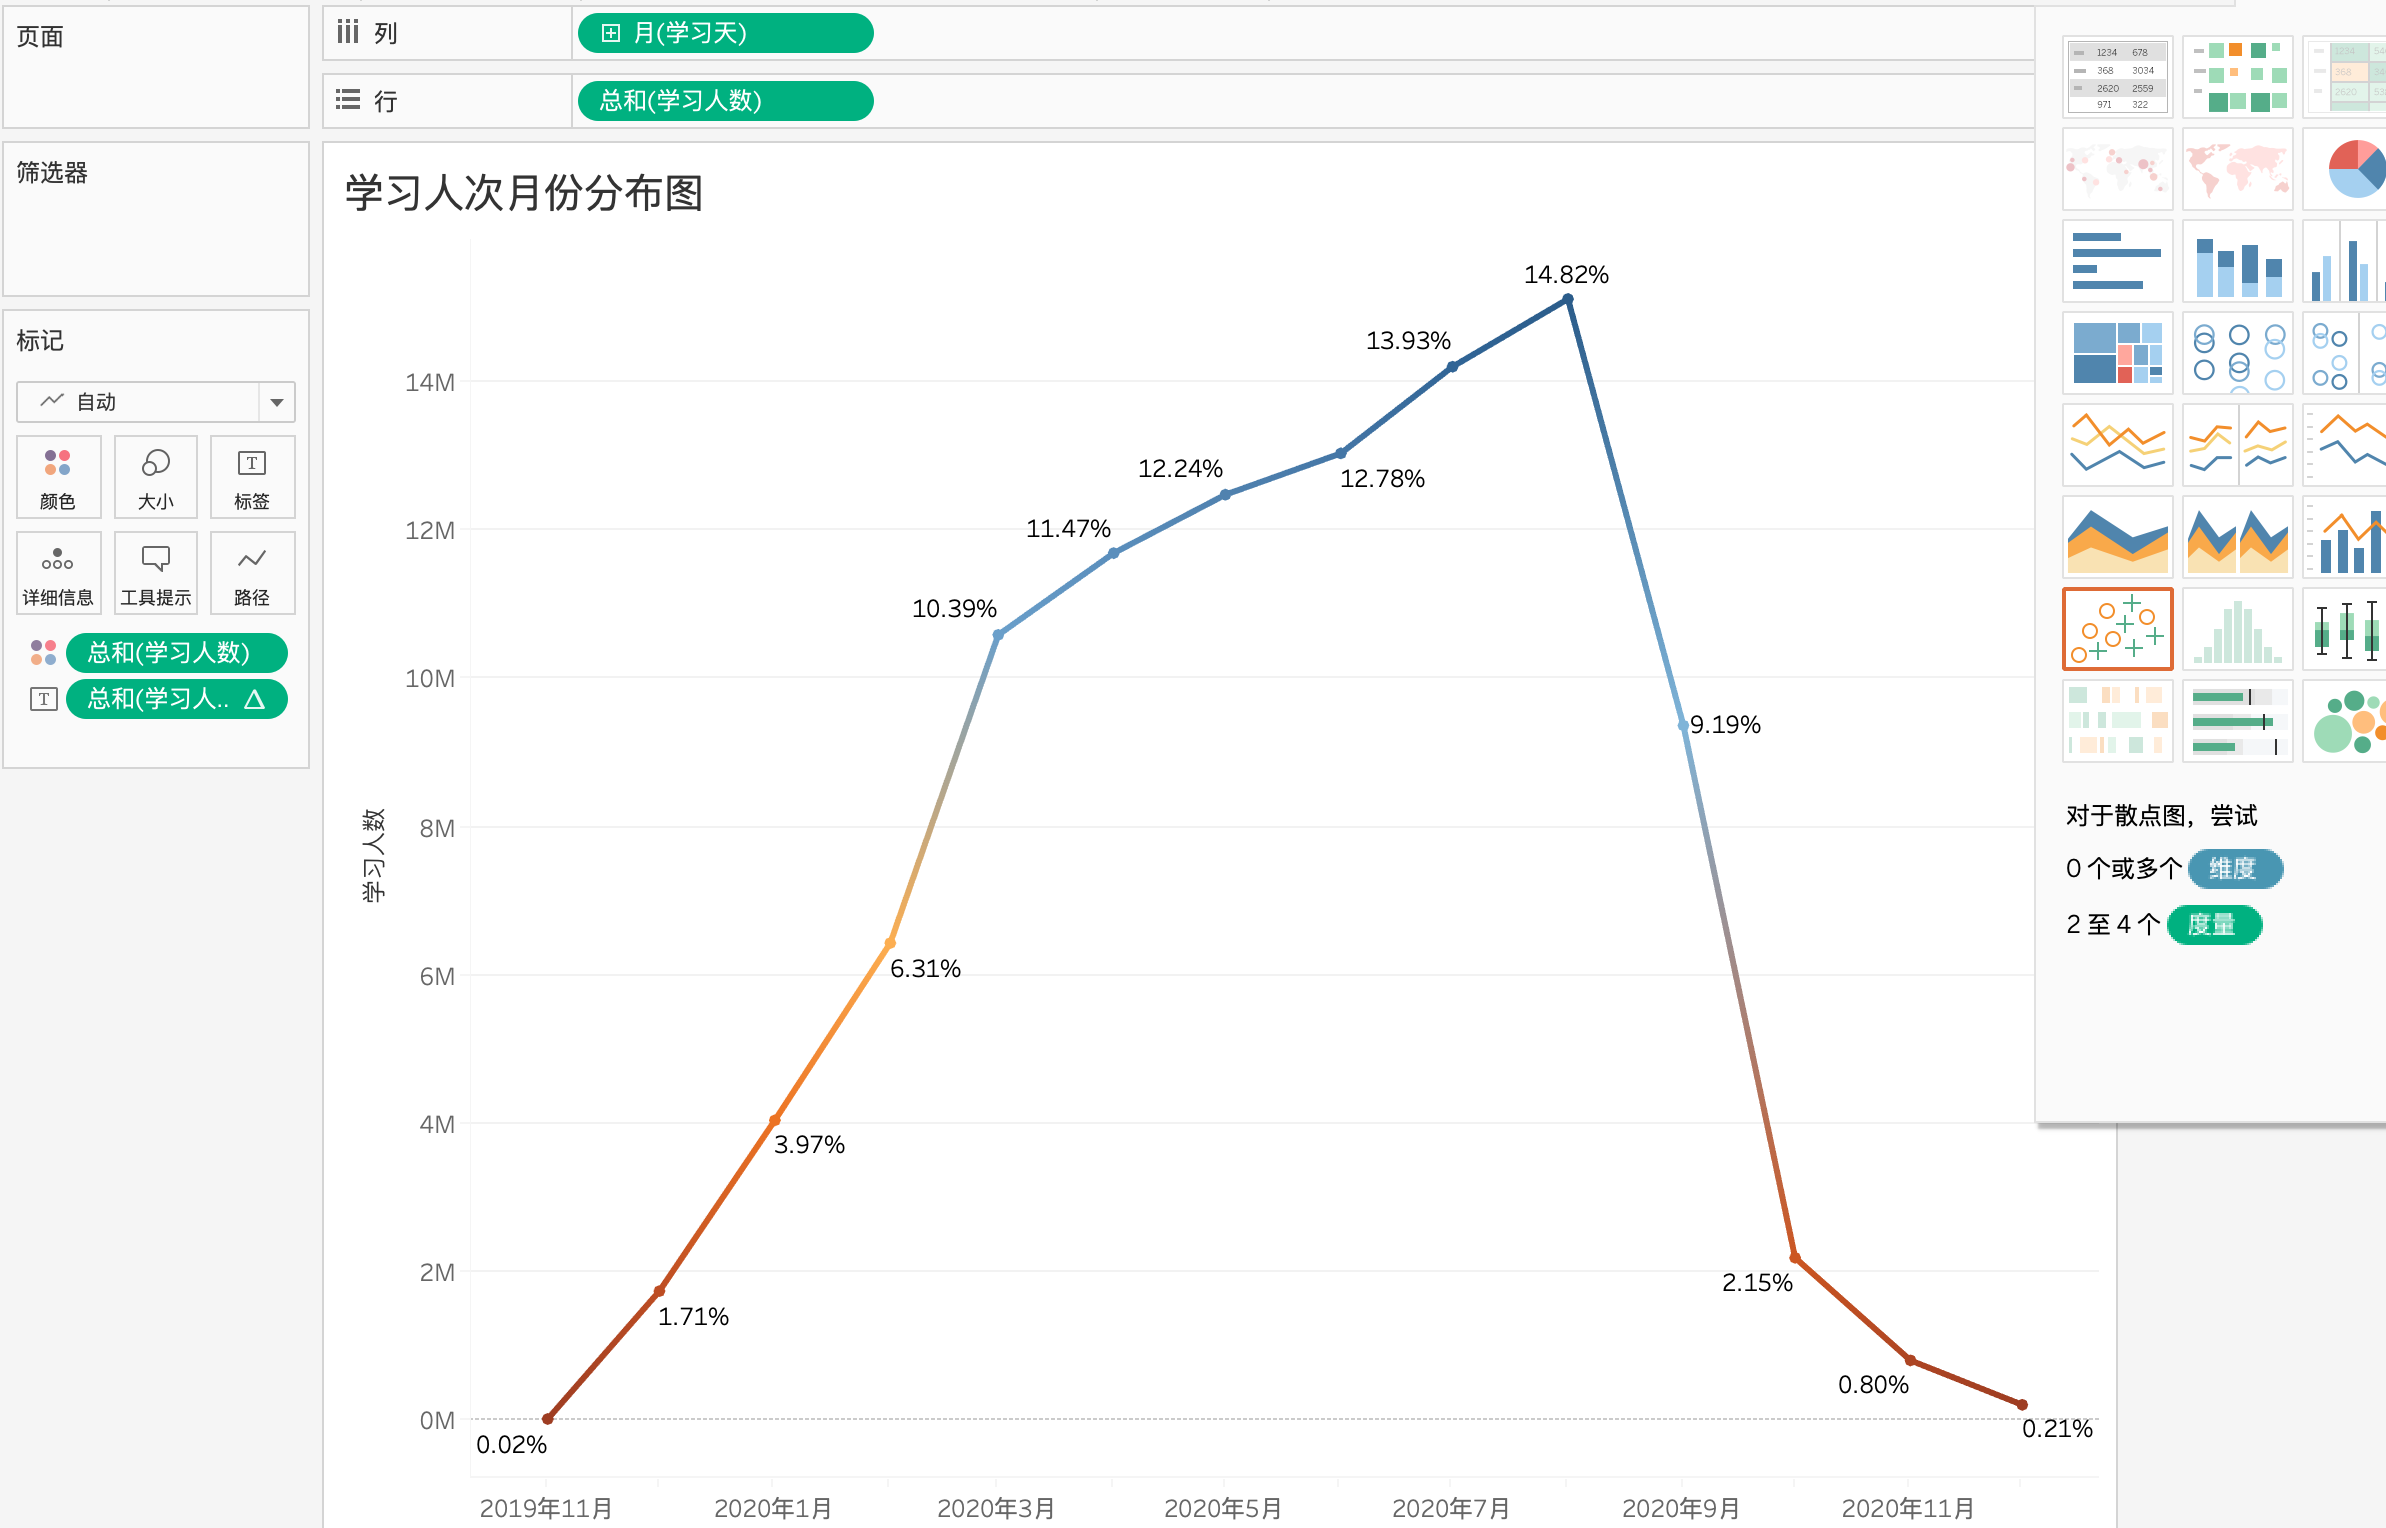 页面
列
月(学习天)
行
总和(学习人数)
筛选器
标记
自动
颜色
大小
标签
详细信息
工具提示
路径
总和(学习人数)
T
总和(学习人..
学习人次月份分布图
学习人数
14M
12M
10M
8M
6M
4M
2M
0M
0.02%
1.71%
3.97%
6.31%
10.39%
11.47%
12.24%
12.78%
13.93%
14.82%
9.19%
2.15%
0.80%
0.21%
2019年11月
2020年1月
2020年3月
2020年5月
2020年7月
2020年9月
2020年11月
1234 678
368 3034
2620 2559
971 322
1234
368
2620
对于散点图，尝试
0 个或多个 维度
2 至 4 个 度量